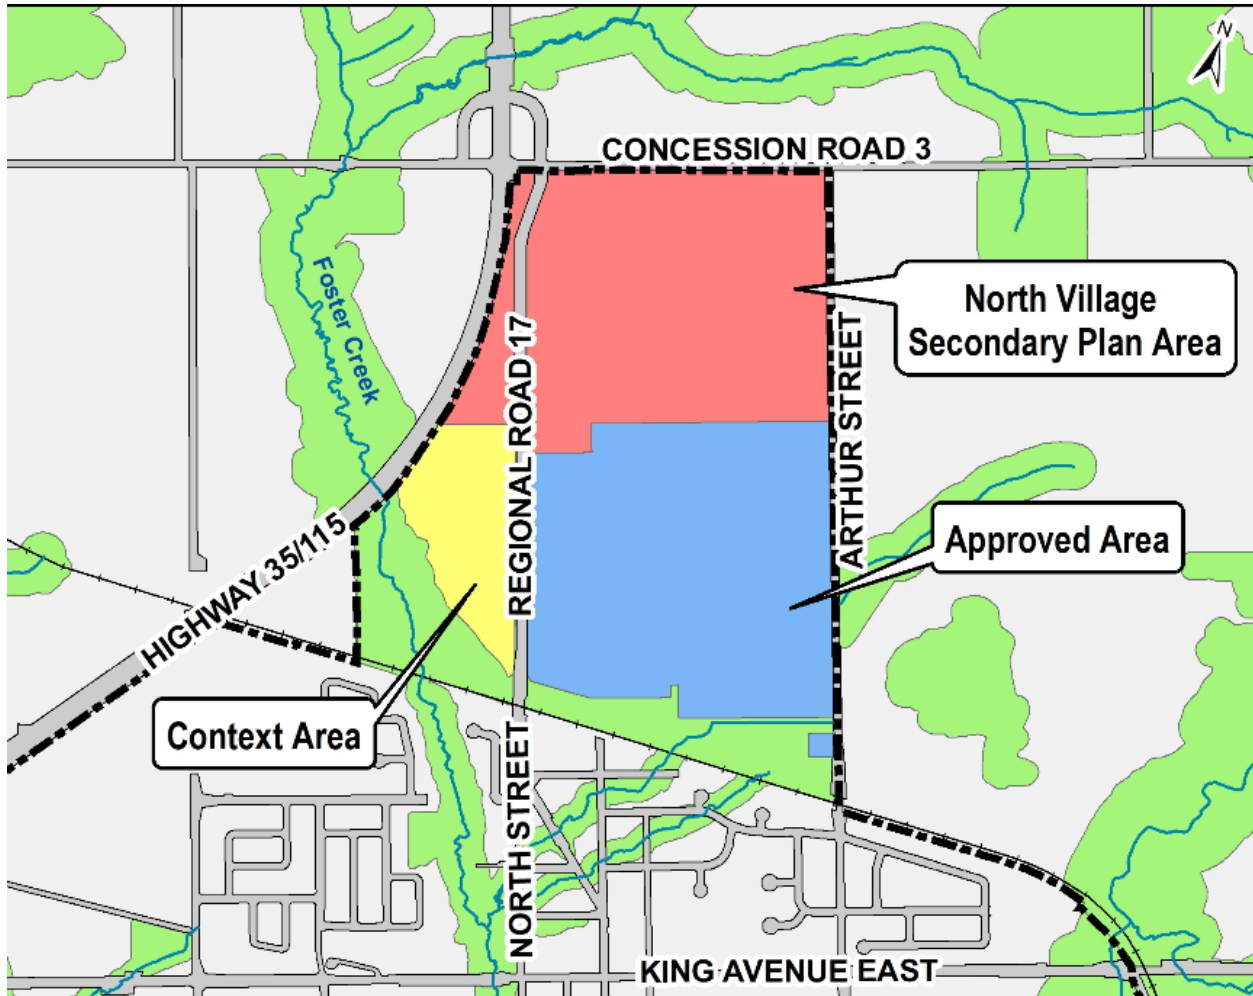 N
CONCESSION ROAD 3
North Village
Secondary Plan Area
Foster Creek
REGIONAL ROAD 17
ARTHUR STREET
HIGHWAY 35/115
Approved Area
Context Area
NORTH STREET
KING AVENUE EAST